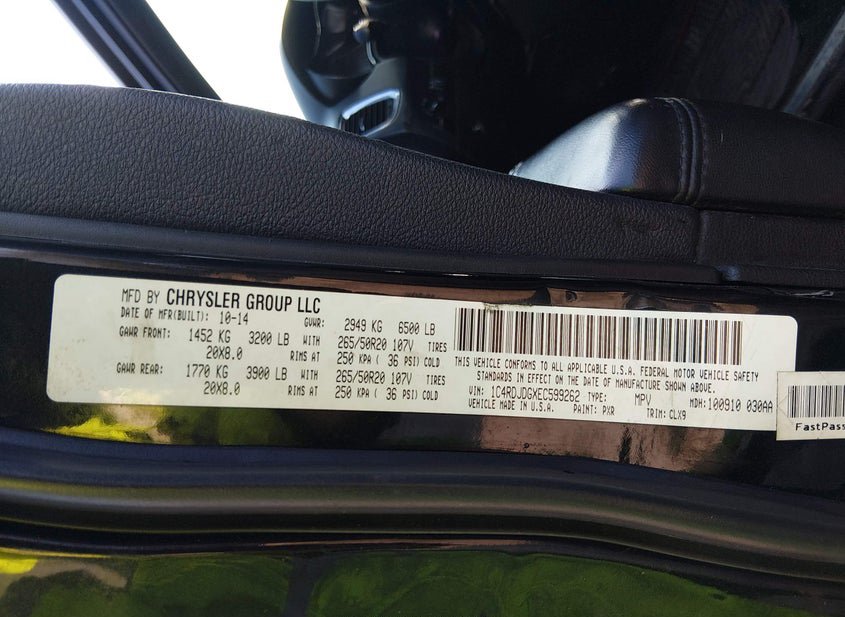 MFD BY CHRYSLER GROUP LLC
DATE OF MFR(BUILT): 10-14 GVWR: 2949 KG 6500 LB
GAWR FRONT: 1452 KG 3200 LB WITH 265/50R20 107V TIRES
20X8.0 RIMS AT 250 KPA ( 36 PSI) COLD
GAWR REAR: 1770 KG 3900 LB WITH 265/50R20 107V TIRES
20X8.0 RIMS AT 250 KPA ( 36 PSI) COLD
THIS VEHICLE CONFORMS TO ALL APPLICABLE U.S.A. FEDERAL MOTOR VEHICLE SAFETY
STANDARDS IN EFFECT ON THE DATE OF MANUFACTURE SHOWN ABOVE.
VIN: 1C4RDJDGXEC599262 TYPE: MPV MDH: 100910 030AA
VEHICLE MADE IN U.S.A. PAINT: PXR TRIM: CLX9
FastPass